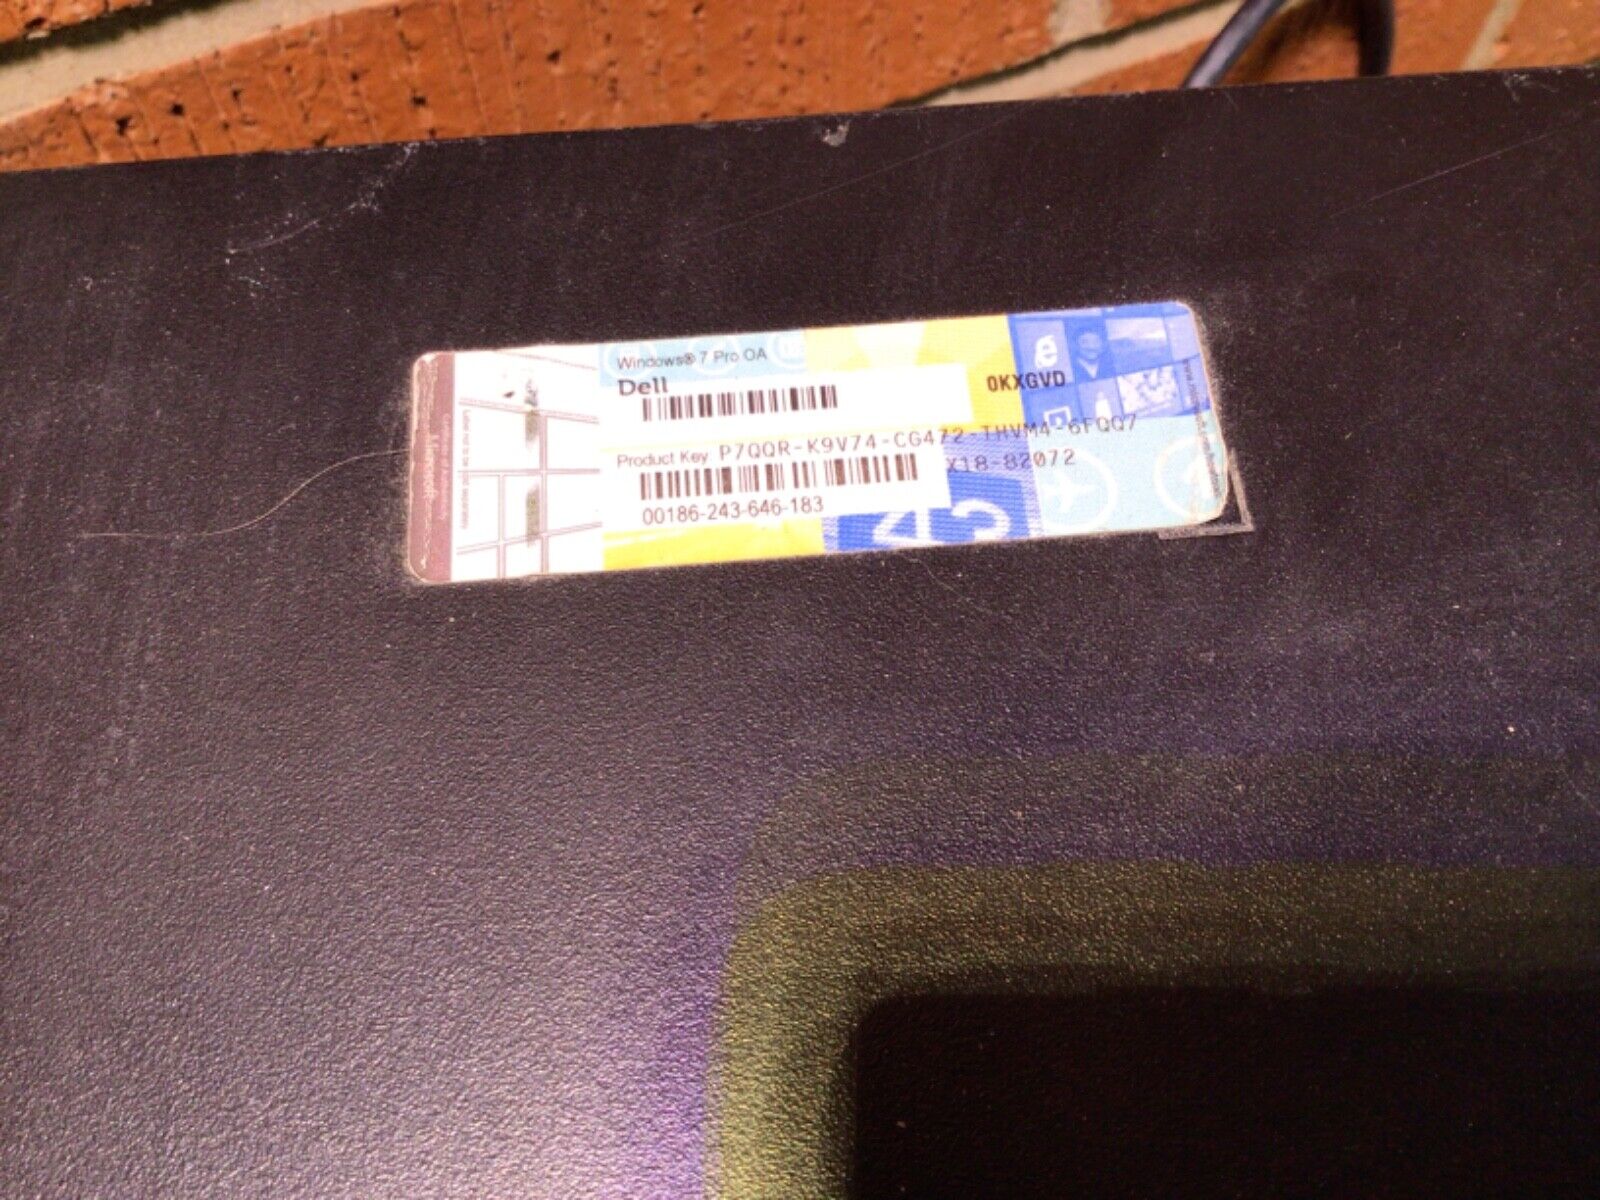 Windows® 7 Pro OA
Dell
0KXGVD
Product Key P7QQR-K9V74-CG472-THVM4-6FQQ7
X18-82072
00186-243-646-183